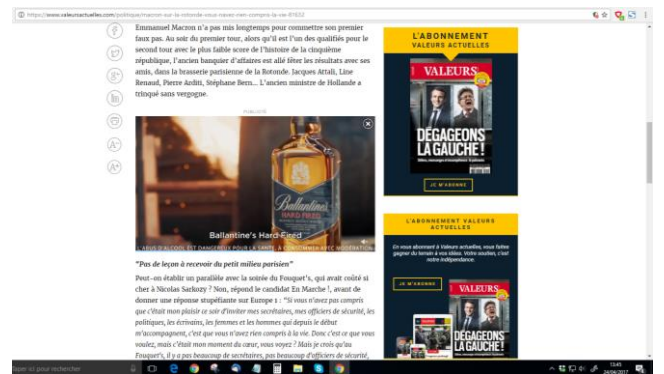 https://www.valeursactuelles.com/politique/macron-sur-la-rotonde-vous-navez-rien-compris-la-vie-81632
Emmanuel Macron n'a pas mis longtemps pour commettre son premier
faux pas. Au soir du premier tour, alors qu'il est l'un des qualifiés pour le
second tour avec le plus faible score de l'histoire de la cinquième
république, l'ancien banquier d'affaires est allé fêter les résultats avec ses
amis, dans la brasserie parisienne de la Rotonde. Jacques Attali, Line
Renaud, Pierre Arditi, Stéphane Bern... L'ancien ministre de Hollande a
trinqué sans vergogne.
Ballantine's
HARD FIRED
Ballantine's Hard Fired
L'ABUS D'ALCOOL EST DANGEREUX POUR LA SANTÉ. À CONSOMMER AVEC MODÉRATION
"Pas de leçon à recevoir du petit milieu parisien"
Peut-on établir un parallèle avec la soirée du Fouquet's, qui avait coûté si
cher à Nicolas Sarkozy ? Non, répond le candidat En Marche !, avant de
donner une réponse stupéfiante sur Europe 1 : "Si vous n'avez pas compris
que c'était mon plaisir ce soir d'inviter mes secrétaires, mes officiers de sécurité, les
politiques, les écrivains, les femmes et les hommes qui depuis le début
m'accompagnent, c'est que vous n'avez rien compris à la vie. Donc c'est ce que vous
voulez, mais c'était mon moment du cœur, vous voyez ? Mais je crois qu'au
Fouquet's, il y a pas beaucoup de secrétaires, pas beaucoup d'officiers de sécurité,
L'ABONNEMENT
VALEURS ACTUELLES
VALEURS
DÉGAGEONS
LA GAUCHE !
JE M'ABONNE
L'ABONNEMENT VALEURS
ACTUELLES
En vous abonnant à Valeurs actuelles, vous faites
gagner du terrain à vos idées. Votre soutien, c'est
notre indépendance.
JE M'ABONNE
VALEURS
DÉGAGEONS
Taper ici pour rechercher
13:45
24/04/2017